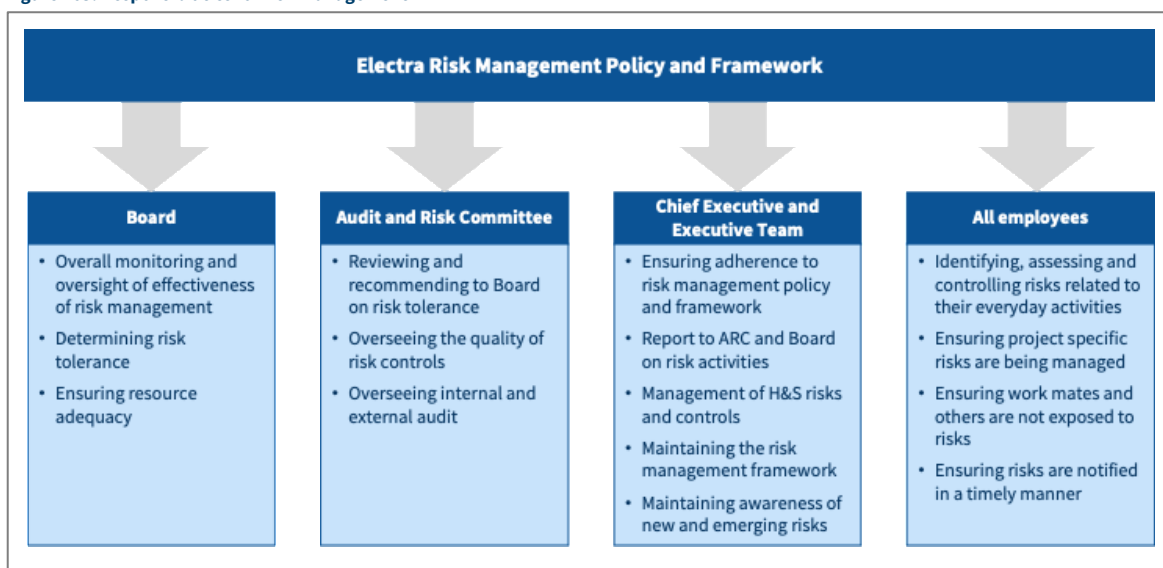 Electra Risk Management Policy and Framework
Board
• Overall monitoring and
oversight of effectiveness
of risk management
• Determining risk
tolerance
• Ensuring resource
adequacy
Audit and Risk Committee
• Reviewing and
recommending to Board
on risk tolerance
• Overseeing the quality of
risk controls
• Overseeing internal and
external audit
Chief Executive and
Executive Team
• Ensuring adherence to
risk management policy
and framework
• Report to ARC and Board
on risk activities
• Management of H&S risks
and controls
• Maintaining the risk
management framework
• Maintaining awareness of
new and emerging risks
All employees
• Identifying, assessing and
controlling risks related to
their everyday activities
• Ensuring project specific
risks are being managed
• Ensuring work mates and
others are not exposed to
risks
• Ensuring risks are notified
in a timely manner